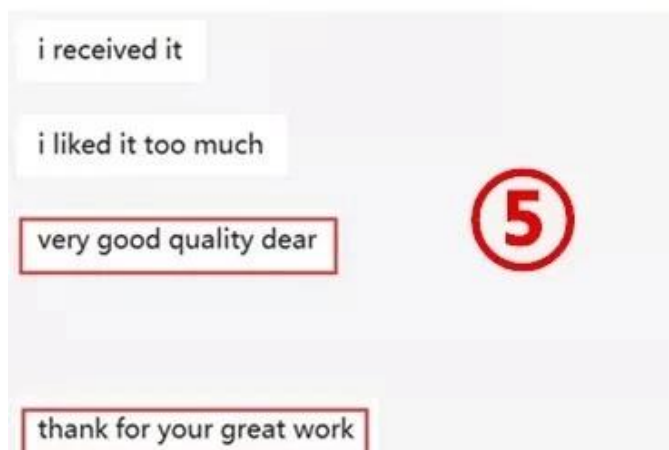 i received it
i liked it too much
very good quality dear
⑤
thank for your great work